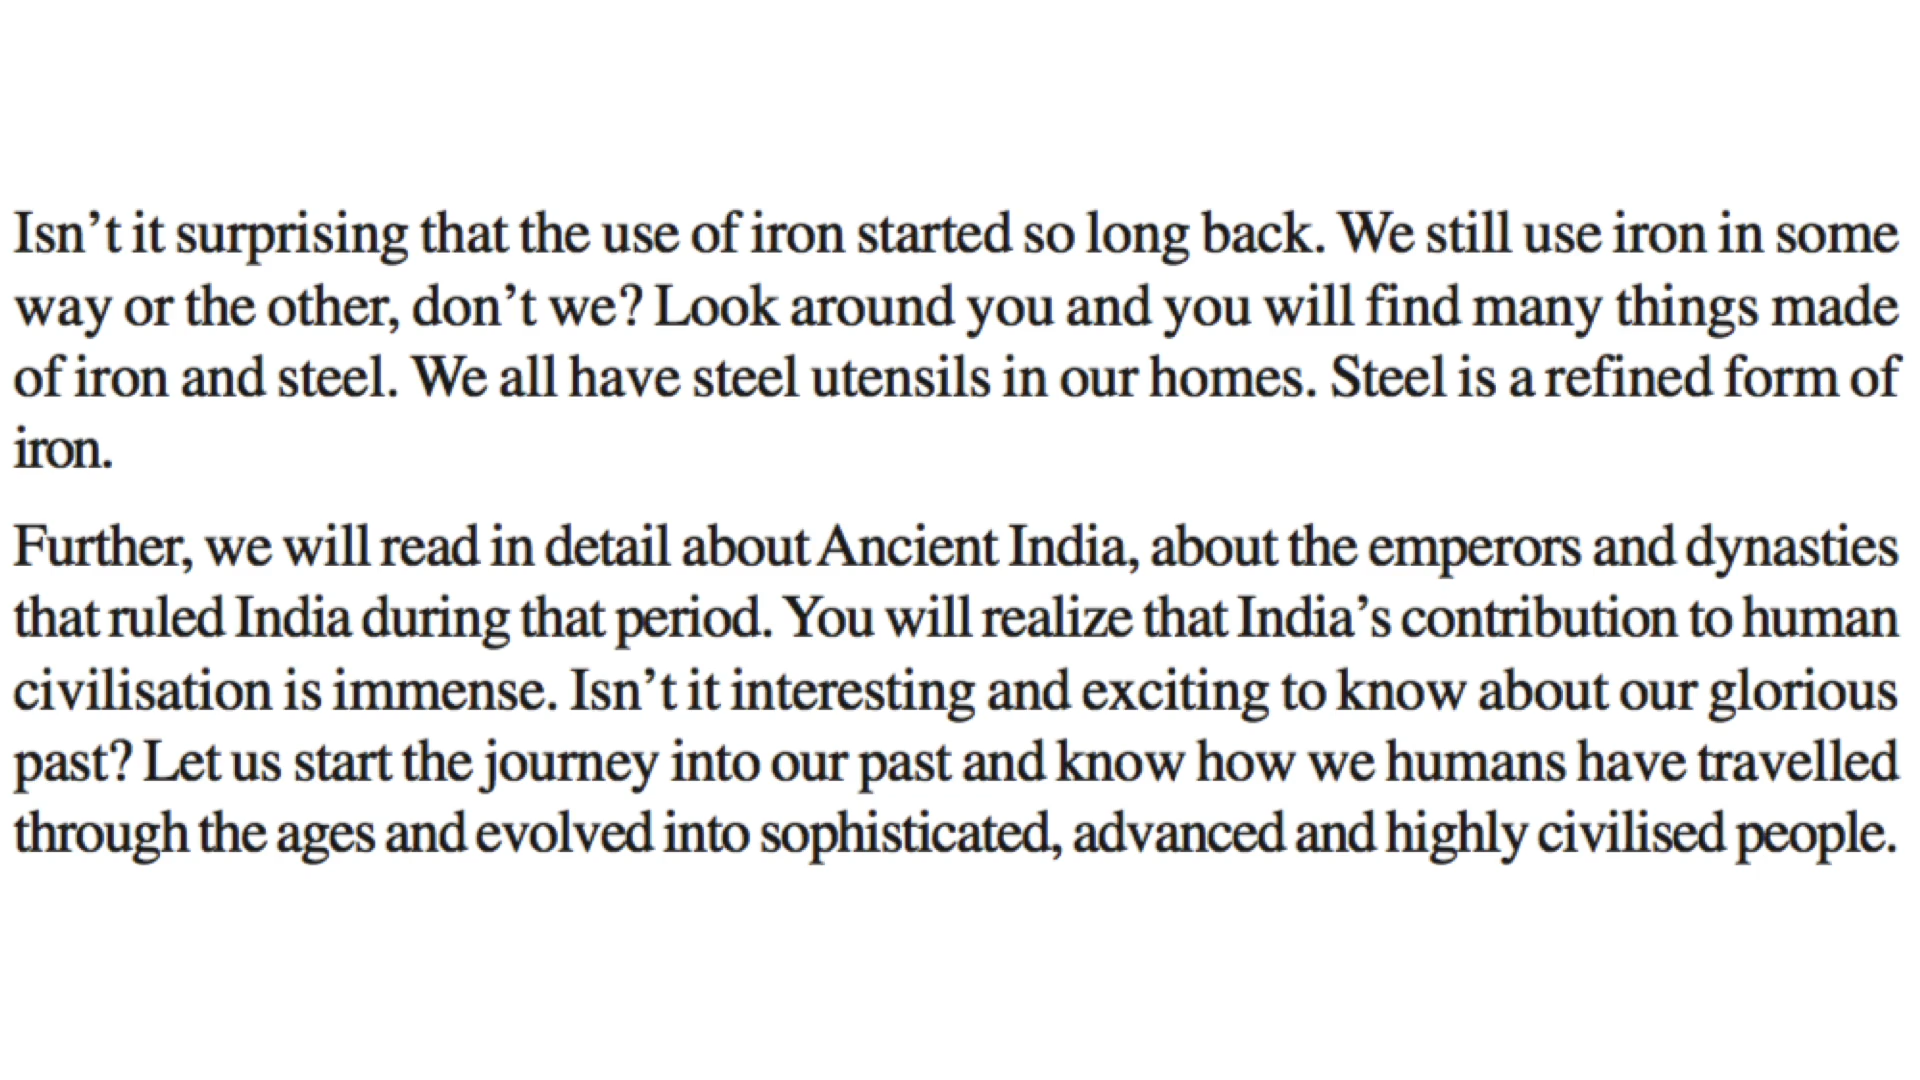 Isn’t it surprising that the use of iron started so long back. We still use iron in some
way or the other, don’t we? Look around you and you will find many things made
of iron and steel. We all have steel utensils in our homes. Steel is a refined form of
iron.
Further, we will read in detail about Ancient India, about the emperors and dynasties
that ruled India during that period. You will realize that India’s contribution to human
civilisation is immense. Isn’t it interesting and exciting to know about our glorious
past? Let us start the journey into our past and know how we humans have travelled
through the ages and evolved into sophisticated, advanced and highly civilised people.